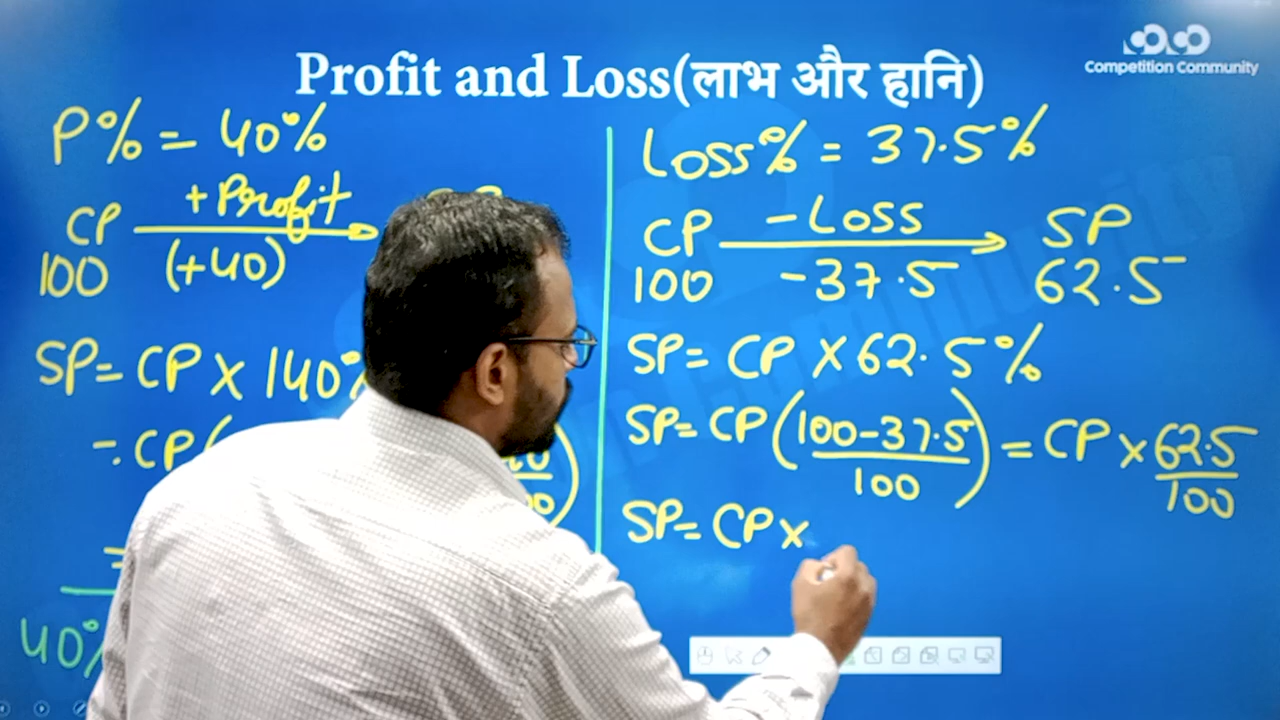 Competition Community
Profit and Loss(लाभ और हानि)
P% = 40%
CP + Profit
100 (+40)
SP = CP X 140%
= CP(
=
40%
Loss% = 37.5%
CP - Loss SP
100 -37.5 62.5
SP = CP X 62.5%
SP = CP (100-37.5/100) = CP × 62.5/100
SP = CP ×